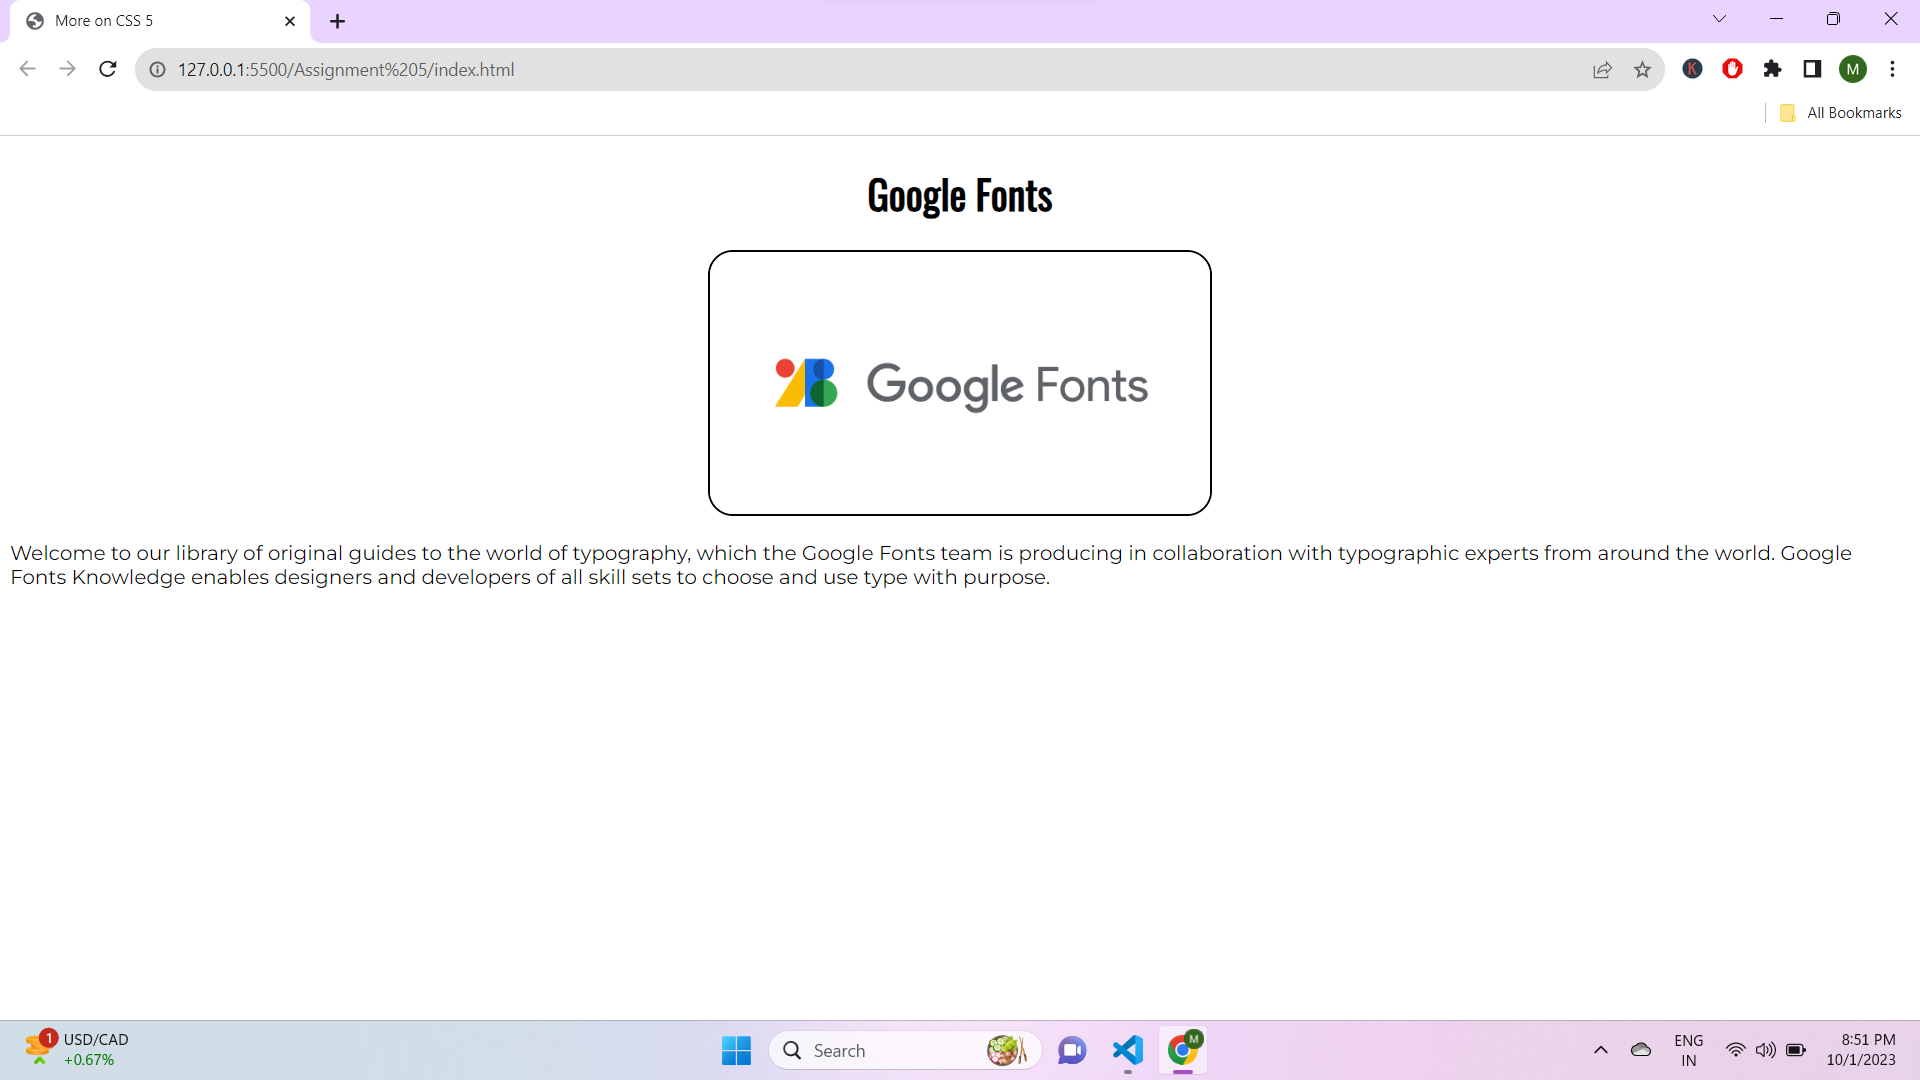 More on CSS 5
127.0.0.1:5500/Assignment%205/index.html
K
M
All Bookmarks
Google Fonts
Google Fonts
Welcome to our library of original guides to the world of typography, which the Google Fonts team is producing in collaboration with typographic experts from around the world. Google
Fonts Knowledge enables designers and developers of all skill sets to choose and use type with purpose.
1
USD/CAD
+0.67%
Search
M
ENG
IN
8:51 PM
10/1/2023